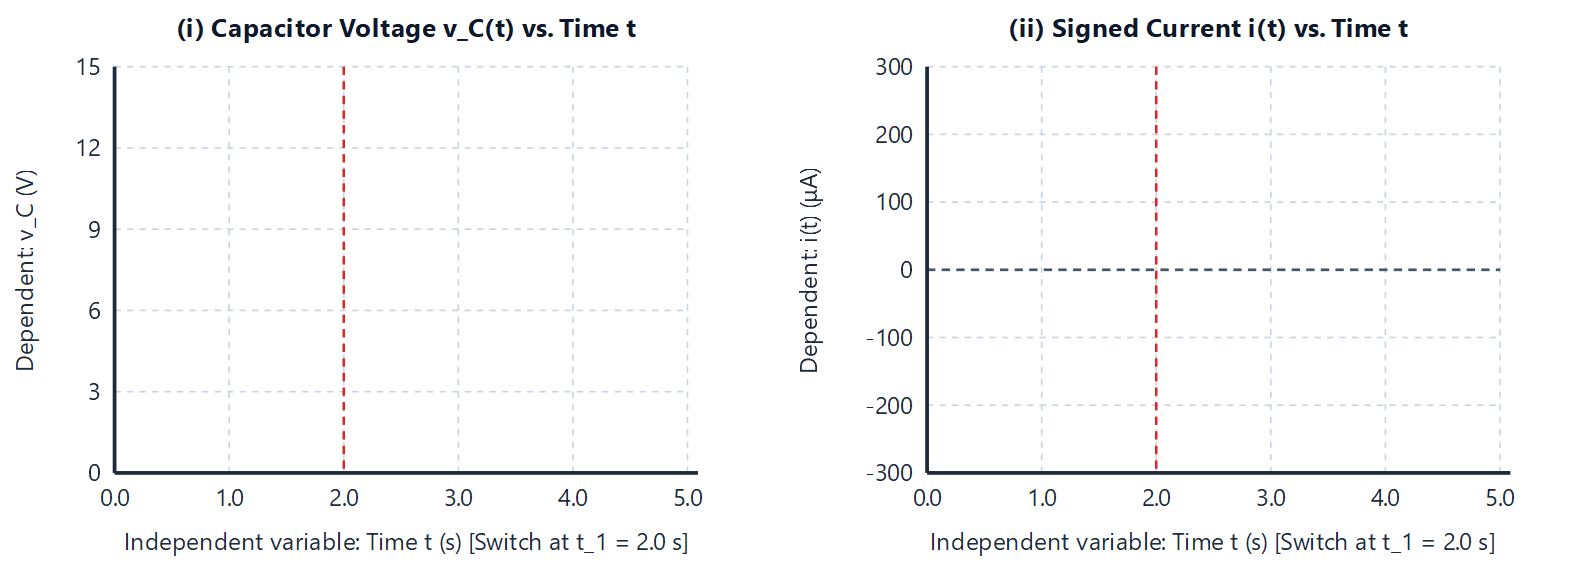 (i) Capacitor Voltage v_C(t) vs. Time t
15
12
9
6
3
0
Dependent: v_C (V)
0.0 1.0 2.0 3.0 4.0 5.0
Independent variable: Time t (s) [Switch at t_1 = 2.0 s]
(ii) Signed Current i(t) vs. Time t
300
200
100
0
-100
-200
-300
Dependent: i(t) (μA)
0.0 1.0 2.0 3.0 4.0 5.0
Independent variable: Time t (s) [Switch at t_1 = 2.0 s]